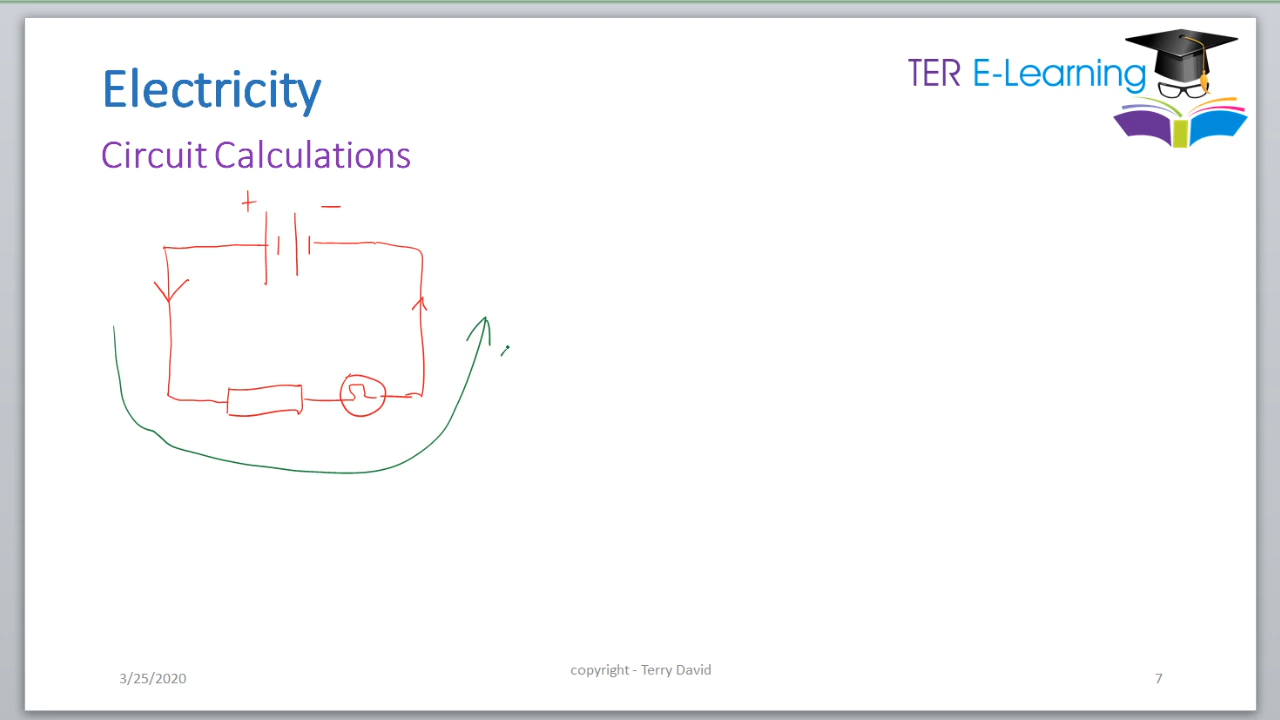 Electricity
TER E-Learning
Circuit Calculations
+ −
Ω
3/25/2020
copyright - Terry David
7